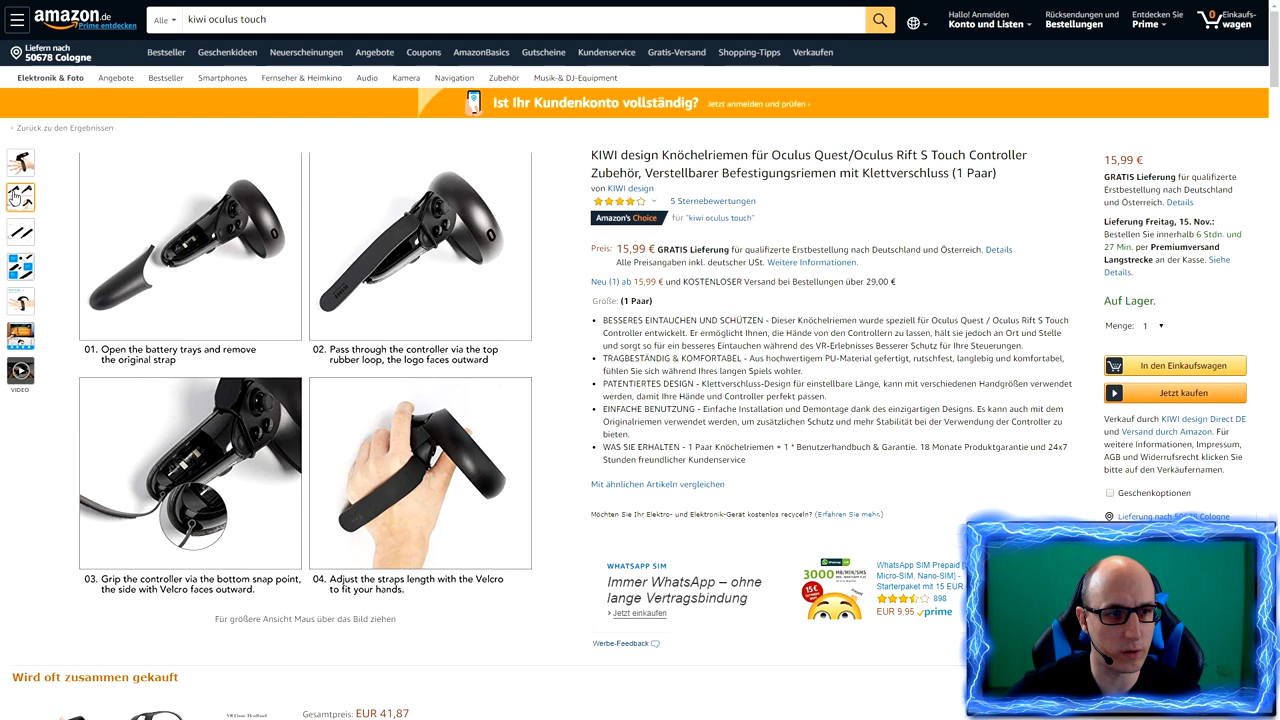 amazon.de
Prime entdecken
Alle
kiwi oculus touch
Hallo! Anmelden
Konto und Listen
Rücksendungen und
Bestellungen
Entdecken Sie
Prime
0
Einkaufs-
wagen
Liefern nach
50678 Cologne
Bestseller Geschenkideen Neuerscheinungen Angebote Coupons AmazonBasics Gutscheine Kundenservice Gratis-Versand Shopping-Tipps Verkaufen
Elektronik & Foto Angebote Bestseller Smartphones Fernseher & Heimkino Audio Kamera Navigation Zubehör Musik-& DJ-Equipment
Ist Ihr Kundenkonto vollständig? Jetzt anmelden und prüfen ›
‹ Zurück zu den Ergebnissen
VIDEO
01. Open the battery trays and remove
the original strap
02. Pass through the controller via the top
rubber loop, the logo faces outward
03. Grip the controller via the bottom snap point,
the side with Velcro faces outward.
04. Adjust the straps length with the Velcro
to fit your hands.
Für größere Ansicht Maus über das Bild ziehen
KIWI design Knöchelriemen für Oculus Quest/Oculus Rift S Touch Controller
Zubehör, Verstellbarer Befestigungsriemen mit Klettverschluss (1 Paar)
von KIWI design
5 Sternebewertungen
Amazon's Choice für "kiwi oculus touch"
Preis: 15,99 € GRATIS Lieferung für qualifizierte Erstbestellung nach Deutschland und Österreich. Details
Alle Preisangaben inkl. deutscher USt. Weitere Informationen.
Neu (1) ab 15,99 € und KOSTENLOSER Versand bei Bestellungen über 29,00 €
Größe: (1 Paar)
• BESSERES EINTAUCHEN UND SCHÜTZEN - Dieser Knöchelriemen wurde speziell für Oculus Quest / Oculus Rift S Touch
Controller entwickelt. Er ermöglicht Ihnen, die Hände von den Controllern zu lassen, hält sie jedoch an Ort und Stelle
und sorgt so für ein besseres Eintauchen während des VR-Erlebnisses Besserer Schutz für Ihre Steuerungen.
• TRAGBESTÄNDIG & KOMFORTABEL - Aus hochwertigem PU-Material gefertigt, rutschfest, langlebig und komfortabel,
fühlen Sie sich während Ihres langen Spiels wohler.
• PATENTIERTES DESIGN - Klettverschluss-Design für einstellbare Länge, kann mit verschiedenen Handgrößen verwendet
werden, damit Ihre Hände und Controller perfekt passen.
• EINFACHE BENUTZUNG - Einfache Installation und Demontage dank des einzigartigen Designs. Es kann auch mit dem
Originalriemen verwendet werden, um zusätzlichen Schutz und mehr Stabilität bei der Verwendung der Controller zu
bieten.
• WAS SIE ERHALTEN - 1 Paar Knöchelriemen + 1 * Benutzerhandbuch & Garantie. 18 Monate Produktgarantie und 24x7
Stunden freundlicher Kundenservice
Mit ähnlichen Artikeln vergleichen
Möchten Sie Ihr Elektro- und Elektronik-Gerät kostenlos recyceln? (Erfahren Sie mehr.)
WHATSAPP SIM
Immer WhatsApp – ohne
lange Vertragsbindung
› Jetzt einkaufen
3000
MB/MIN/SMS
15€
WhatsApp SIM Prepaid [
Micro-SIM, Nano-SIM] -
Starterpaket mit 15 EUR
898
EUR 9,95 prime
Werbe-Feedback
15,99 €
GRATIS Lieferung für qualifizierte
Erstbestellung nach Deutschland
und Österreich. Details
Lieferung Freitag, 15. Nov.:
Bestellen Sie innerhalb 6 Stdn. und
27 Min. per Premiumversand
Langstrecke an der Kasse. Siehe
Details.
Auf Lager.
Menge: 1
In den Einkaufswagen
Jetzt kaufen
Verkauf durch KIWI design Direct DE
und Versand durch Amazon. Für
weitere Informationen, Impressum,
AGB und Widerrufsrecht klicken Sie
bitte auf den Verkäufernamen.
Geschenkoptionen
Lieferung nach 50678 Cologne
Wird oft zusammen gekauft
Gesamtpreis: EUR 41,87